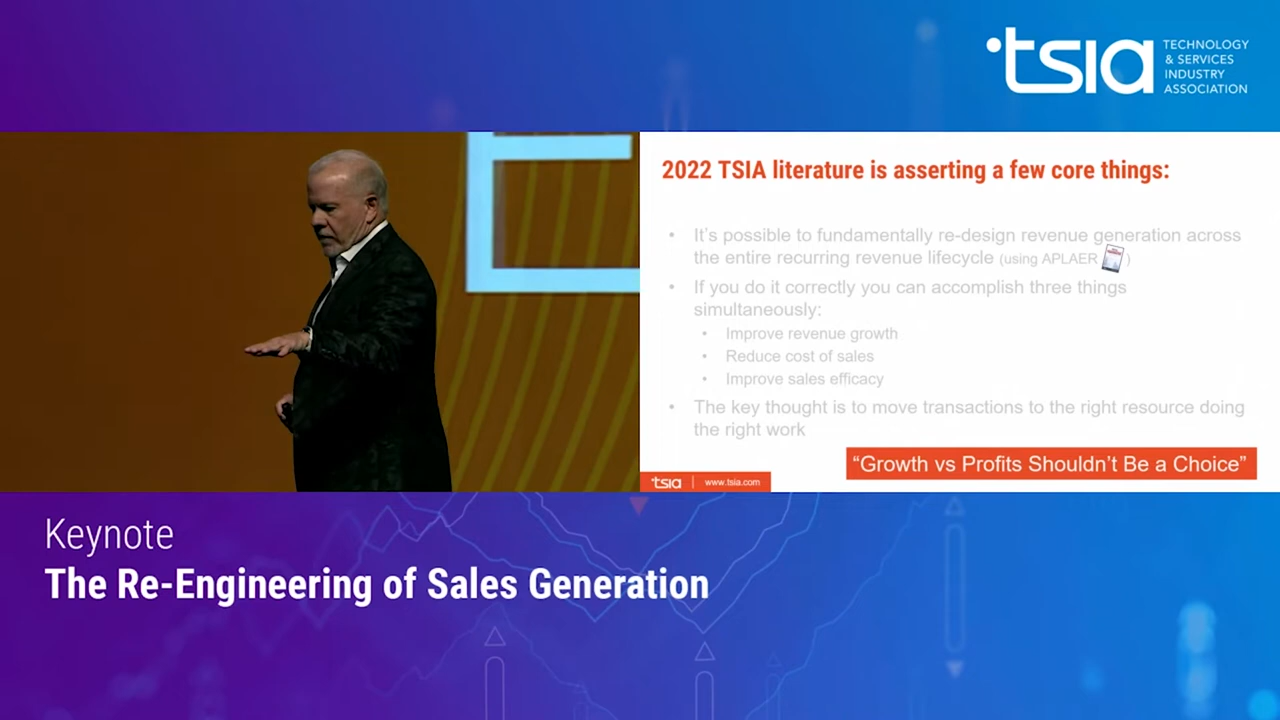 tsia
TECHNOLOGY
& SERVICES
INDUSTRY
ASSOCIATION
2022 TSIA literature is asserting a few core things:
• It's possible to fundamentally re-design revenue generation across
the entire recurring revenue lifecycle (using APLAER )
• If you do it correctly you can accomplish three things
simultaneously:
• Improve revenue growth
• Reduce cost of sales
• Improve sales efficacy
• The key thought is to move transactions to the right resource doing
the right work
“Growth vs Profits Shouldn't Be a Choice”
tsia | www.tsia.com
Keynote
The Re-Engineering of Sales Generation